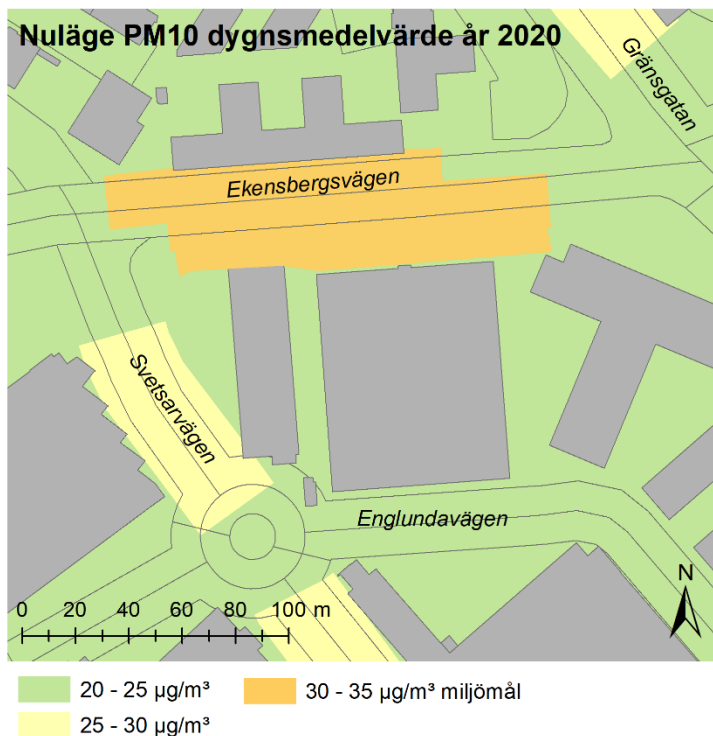 Nuläge PM10 dygnsmedelvärde år 2020
Gränsgatan
Ekensbergsvägen
Svetsarvägen
Englundavägen
N
0 20 40 60 80 100 m
20 - 25 µg/m³
30 - 35 µg/m³ miljömål
25 - 30 µg/m³